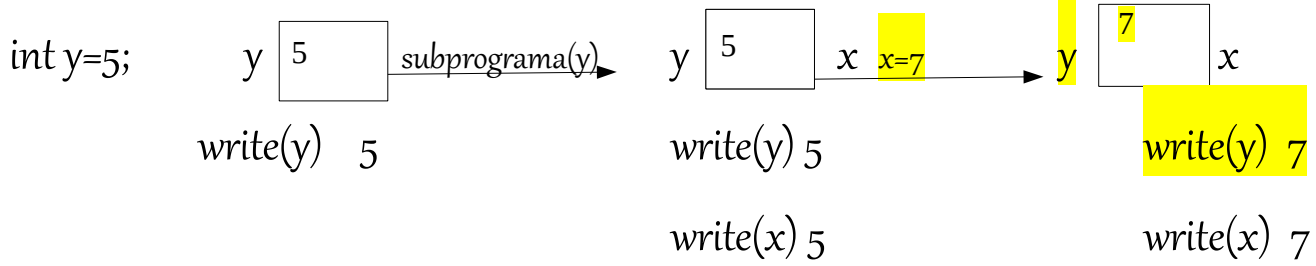 int y=5; y 5 subprograma(y) y 5 x x=7 y 7 x
write(y) 5 write(y) 5 write(y) 7
write(x) 5 write(x) 7